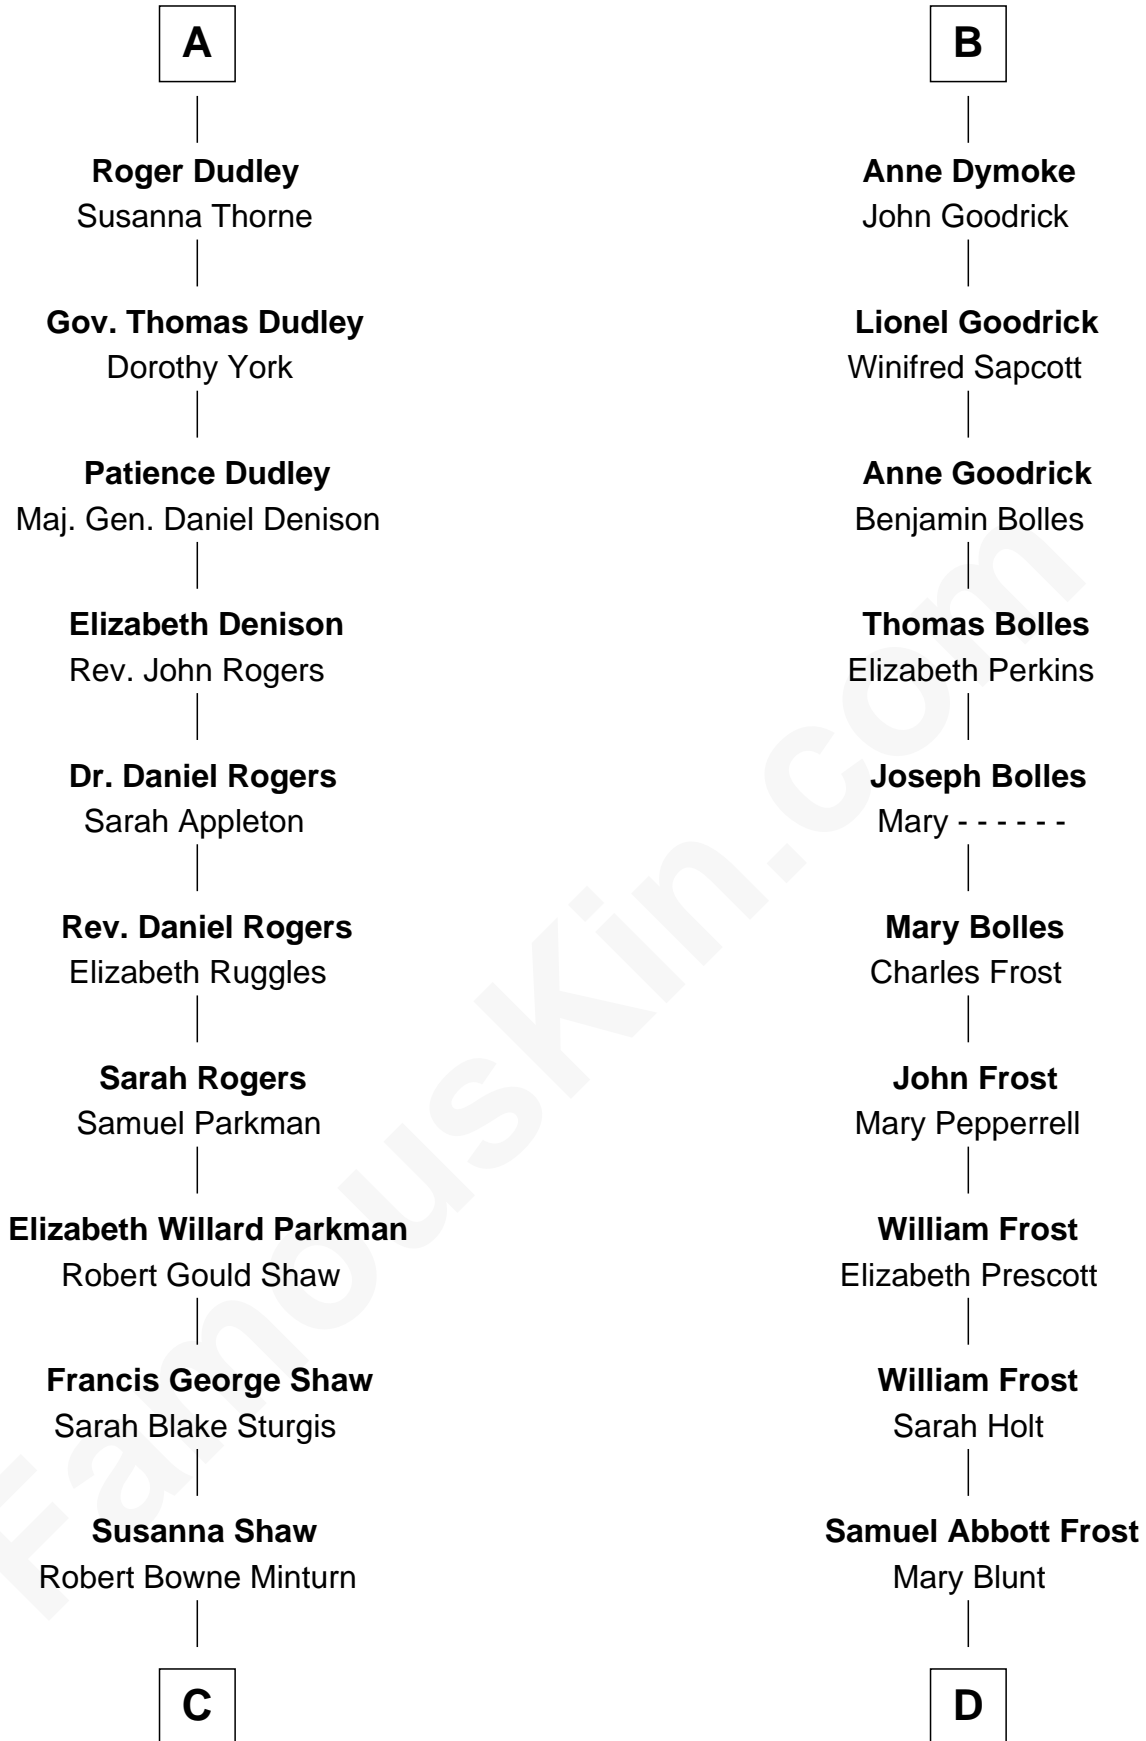 A
Roger Dudley
Susanna Thorne
Gov. Thomas Dudley
Dorothy York
Patience Dudley
Maj. Gen. Daniel Denison
Elizabeth Denison
Rev. John Rogers
Dr. Daniel Rogers
Sarah Appleton
Rev. Daniel Rogers
Elizabeth Ruggles
Sarah Rogers
Samuel Parkman
Elizabeth Willard Parkman
Robert Gould Shaw
Francis George Shaw
Sarah Blake Sturgis
Susanna Shaw
Robert Bowne Minturn
C
B
Anne Dymoke
John Goodrick
Lionel Goodrick
Winifred Sapcott
Anne Goodrick
Benjamin Bolles
Thomas Bolles
Elizabeth Perkins
Joseph Bolles
Mary - - - - - -
Mary Bolles
Charles Frost
John Frost
Mary Pepperrell
William Frost
Elizabeth Prescott
William Frost
Sarah Holt
Samuel Abbott Frost
Mary Blunt
D
FamousKin.com